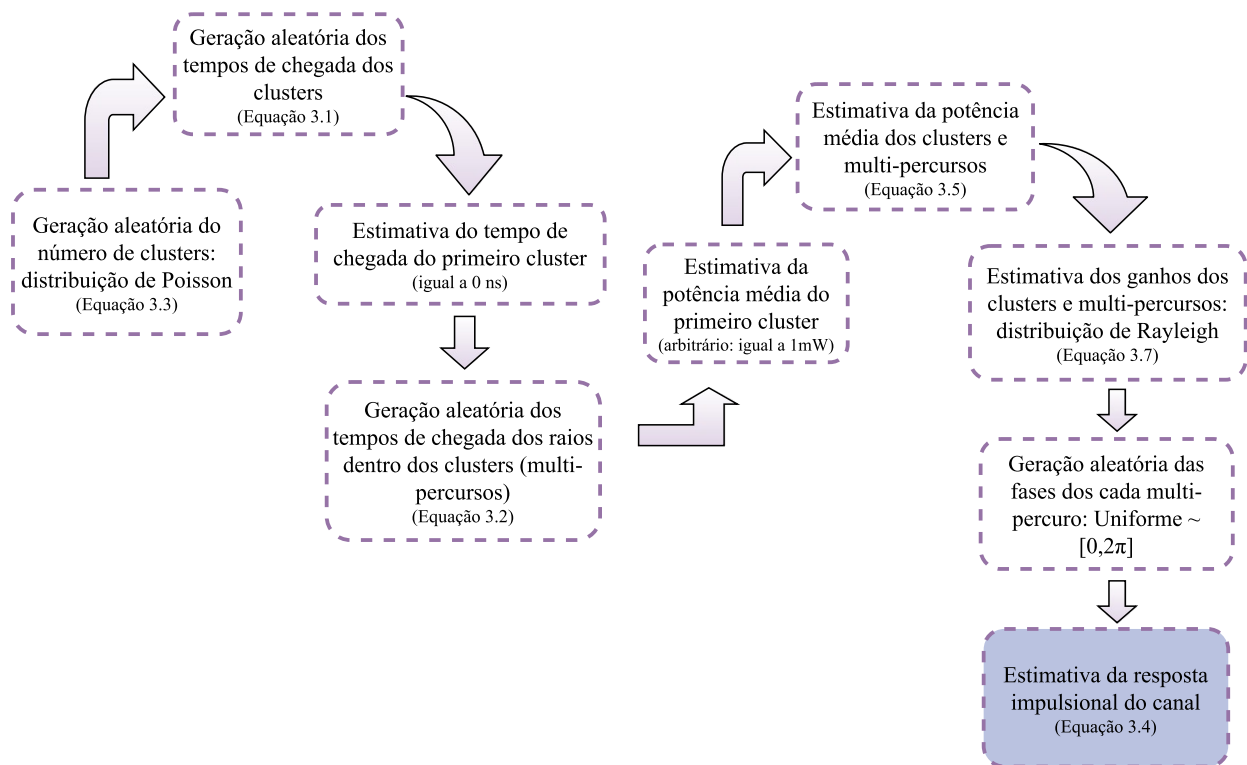 Geração aleatória do
número de clusters:
distribuição de Poisson
(Equação 3.3)
Geração aleatória dos
tempos de chegada dos
clusters
(Equação 3.1)
Estimativa do tempo de
chegada do primeiro cluster
(igual a 0 ns)
Geração aleatória dos
tempos de chegada dos raios
dentro dos clusters (multi-
percursos)
(Equação 3.2)
Estimativa da
potência média do
primeiro cluster
(arbitrário: igual a 1mW)
Estimativa da potência
média dos clusters e
multi-percursos
(Equação 3.5)
Estimativa dos ganhos dos
clusters e multi-percursos:
distribuição de Rayleigh
(Equação 3.7)
Geração aleatória das
fases dos cada multi-
percuro: Uniforme ~
[0,2π]
Estimativa da resposta
impulsional do canal
(Equação 3.4)